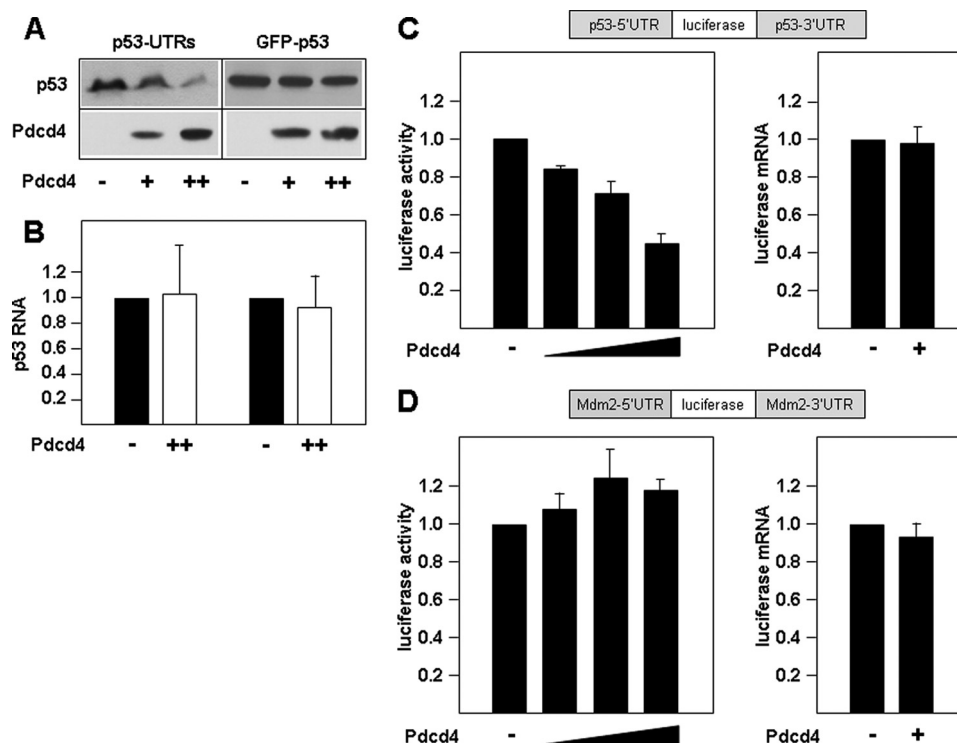 A
p53-UTRs GFP-p53
p53
Pdcd4
Pdcd4 - + ++ - + ++
B
p53 RNA
1.2
1.0
0.8
0.6
0.4
0.2
Pdcd4 - ++ - ++
C
p53-5'UTR luciferase p53-3'UTR
luciferase activity
1.2
1.0
0.8
0.6
0.4
0.2
Pdcd4 -
luciferase mRNA
1.2
1.0
0.8
0.6
0.4
0.2
Pdcd4 - +
D
Mdm2-5'UTR luciferase Mdm2-3'UTR
luciferase activity
1.2
1.0
0.8
0.6
0.4
0.2
Pdcd4 -
luciferase mRNA
1.2
1.0
0.8
0.6
0.4
0.2
Pdcd4 - +